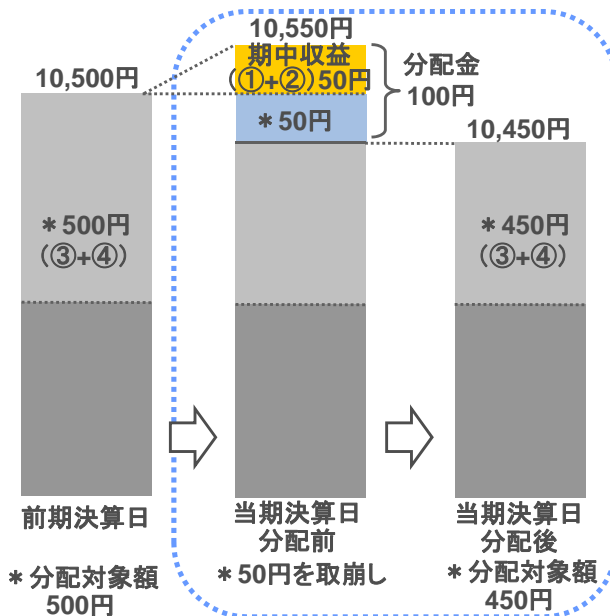 10,550円
期中収益
(①+②)50円
分配金
100円
10,500円
＊50円
10,450円
＊500円
(③+④)
＊450円
(③+④)
前期決算日
当期決算日
分配前
当期決算日
分配後
＊分配対象額
500円
＊50円を取崩し
＊分配対象額
450円